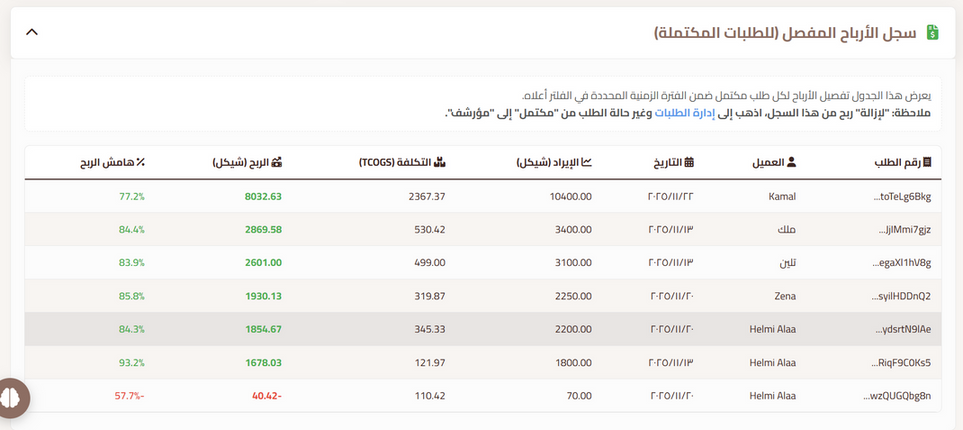 سجل الأرباح المفصل (للطلبات المكتملة)
يعرض هذا الجدول تفصيل الأرباح لكل طلب مكتمل ضمن الفترة الزمنية المحددة في الفلتر أعلاه.
ملاحظة: "لإزالة" ربح من هذا السجل، اذهب إلى إدارة الطلبات وغير حالة الطلب من "مكتمل" إلى "مؤرشف".
رقم الطلب العميل التاريخ الإيراد (شيكل) التكلفة (TCOGS) الربح (شيكل) هامش الربح
...toTeLg6Bkg Kamal ٢٠٢٥/١١/٢٢ 10400.00 2367.37 8032.63 77.2%
...JjlMmi7gjz ملك ٢٠٢٥/١١/١٣ 3400.00 530.42 2869.58 84.4%
...egaXl1hV8g تلين ٢٠٢٥/١١/١٣ 3100.00 499.00 2601.00 83.9%
...syilHDDnQ2 Zena ٢٠٢٥/١١/٢٠ 2250.00 319.87 1930.13 85.8%
...ydsrtN9lAe Helmi Alaa ٢٠٢٥/١١/٢٠ 2200.00 345.33 1854.67 84.3%
...RiqF9C0Ks5 Helmi Alaa ٢٠٢٥/١١/١٣ 1800.00 121.97 1678.03 93.2%
...wzQUGQbg8n Helmi Alaa ٢٠٢٥/١١/٢٠ 70.00 110.42 40.42- 57.7%-